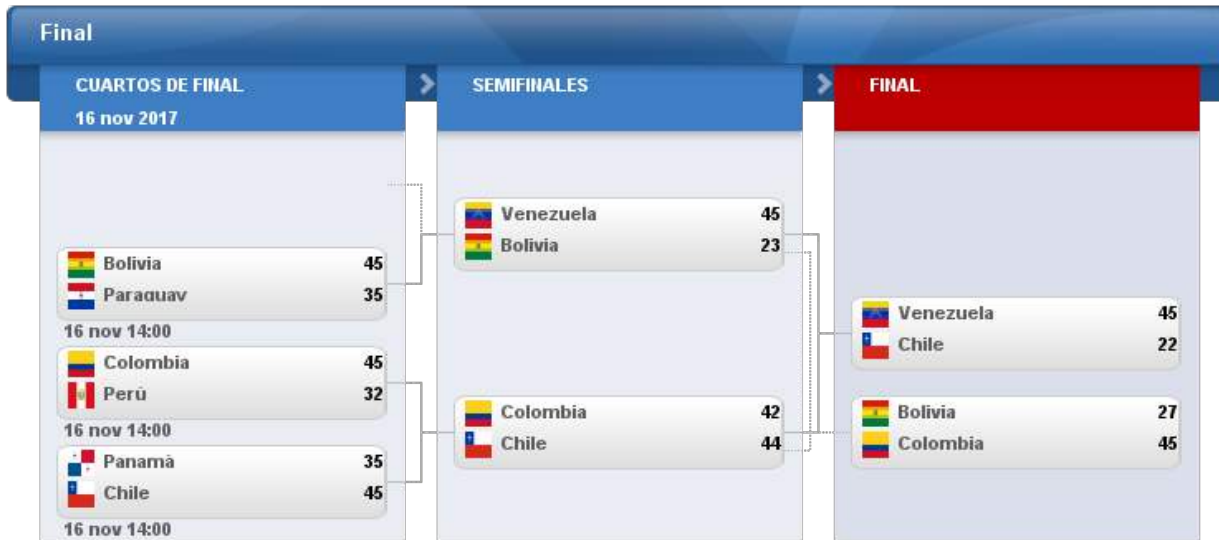 Final
CUARTOS DE FINAL
16 nov 2017
SEMIFINALES
FINAL
Bolivia 45
Paraguay 35
16 nov 14:00
Colombia 45
Perù 32
16 nov 14:00
Panamà 35
Chile 45
16 nov 14:00
Venezuela 45
Bolivia 23
Colombia 42
Chile 44
Venezuela 45
Chile 22
Bolivia 27
Colombia 45